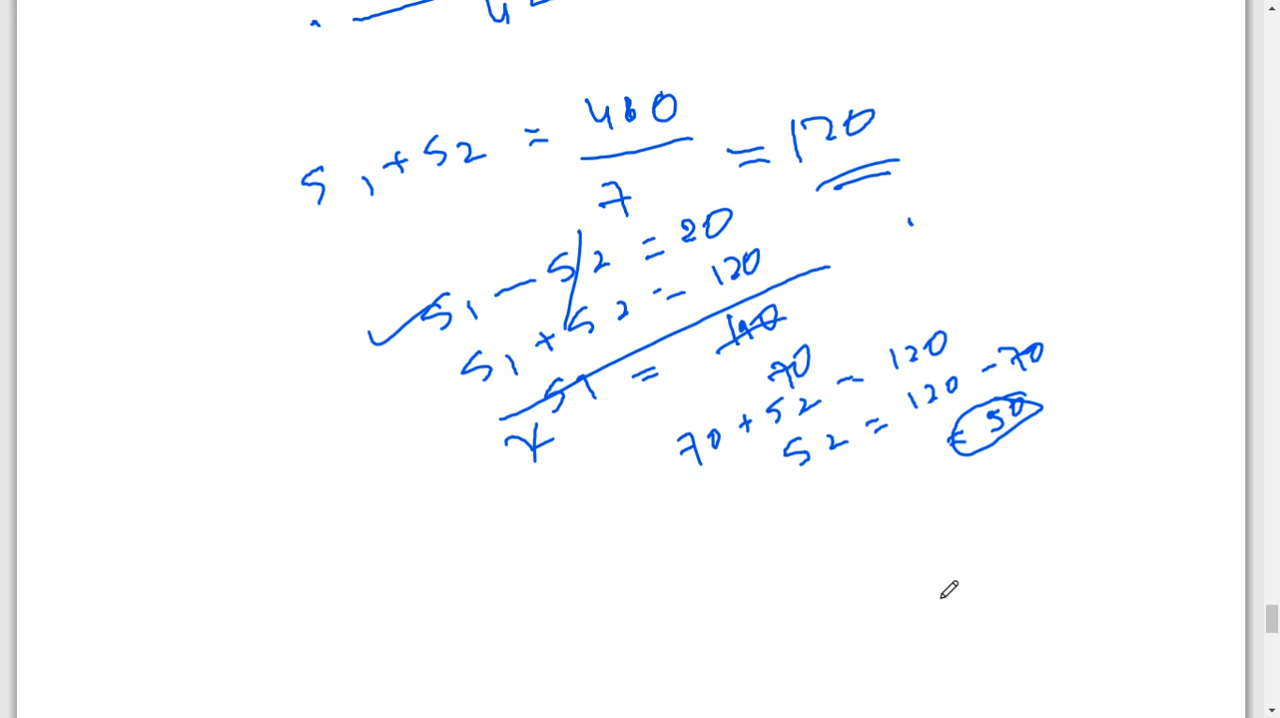 S1 + S2 = 480/7 = 120
S1 - S2 = 20
S1 + S2 = 120
S1 = 140
70
70 + S2 = 120
S2 = 120 - 70
= 50